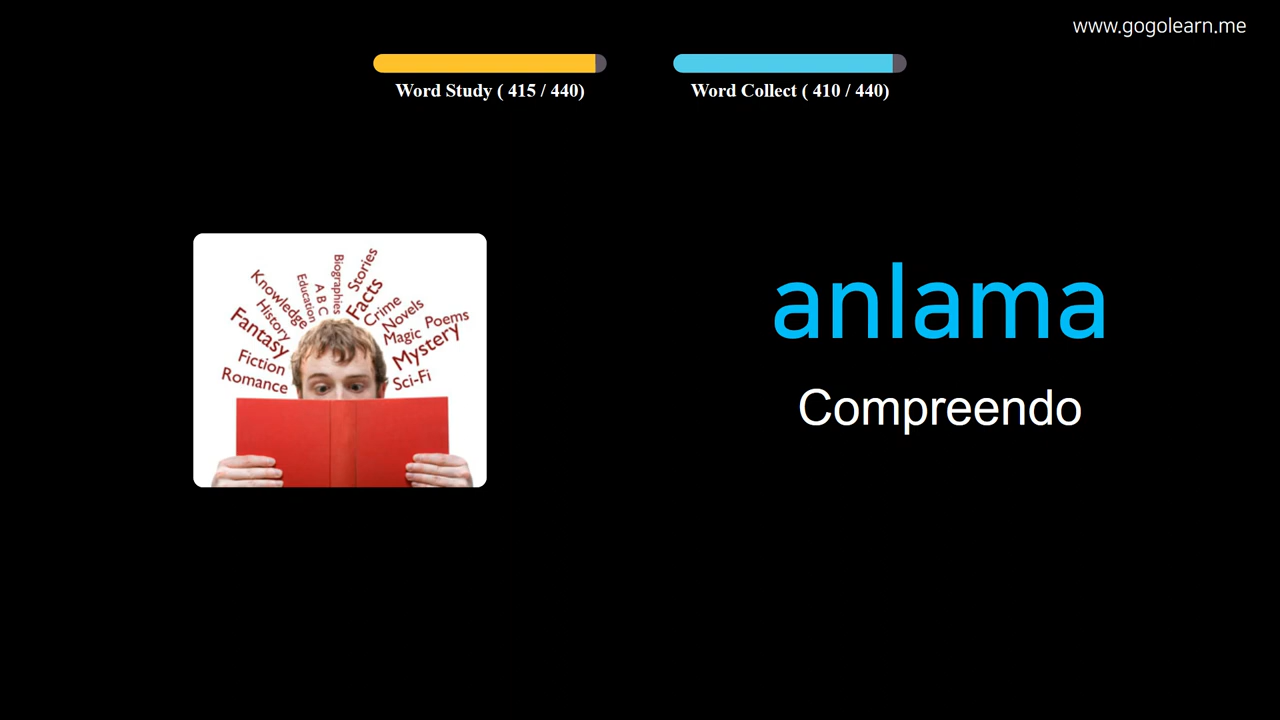 www.gogolearn.me
Word Study ( 415 / 440)
Word Collect ( 410 / 440)
anlama
Compreendo
Stories
Biographies
Facts
A B C
Education
Knowledge
Crime
History
Novels
Fantasy
Poems
Magic
Mystery
Fiction
Romance
Sci-Fi